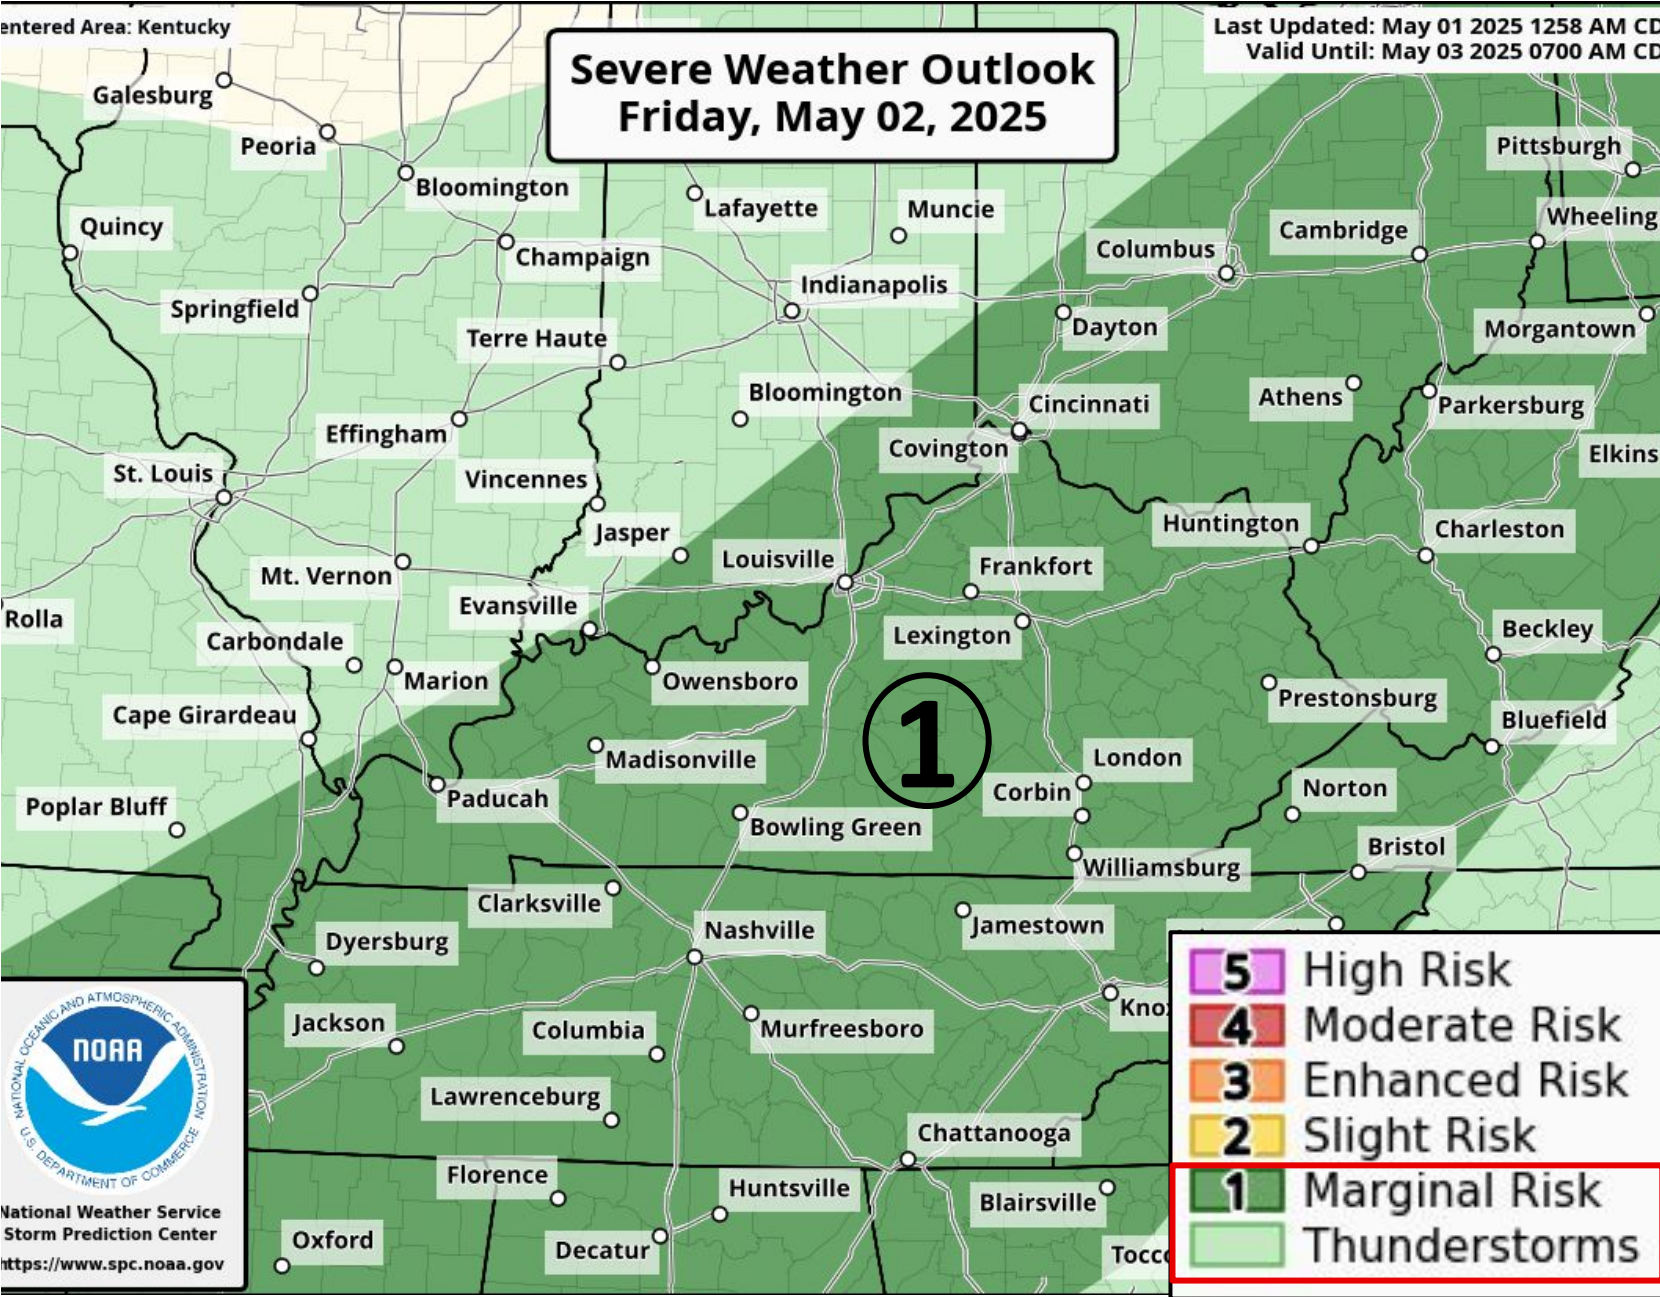 entered Area: Kentucky
Last Updated: May 01 2025 1258 AM CD
Valid Until: May 03 2025 0700 AM CD
Severe Weather Outlook
Friday, May 02, 2025
Galesburg
Peoria
Bloomington
Pittsburgh
Lafayette
Muncie
Wheeling
Quincy
Champaign
Columbus
Cambridge
Springfield
Indianapolis
Terre Haute
Dayton
Morgantown
Bloomington
Cincinnati
Athens
Parkersburg
Effingham
Covington
Elkins
St. Louis
Vincennes
Jasper
Huntington
Charleston
Louisville
Frankfort
Mt. Vernon
Evansville
Rolla
Lexington
Beckley
Carbondale
Marion
Owensboro
Prestonsburg
Cape Girardeau
Bluefield
1
Madisonville
London
Corbin
Norton
Paducah
Poplar Bluff
Bowling Green
Bristol
Williamsburg
Clarksville
Jamestown
Nashville
Dyersburg
Knox
Jackson
Columbia
Murfreesboro
Lawrenceburg
Chattanooga
Florence
Huntsville
Blairsville
Oxford
Decatur
Tocco
NATIONAL OCEANIC AND ATMOSPHERIC ADMINISTRATION
NOAA
U.S. DEPARTMENT OF COMMERCE
National Weather Service
Storm Prediction Center
https://www.spc.noaa.gov
5 High Risk
4 Moderate Risk
3 Enhanced Risk
2 Slight Risk
1 Marginal Risk
Thunderstorms